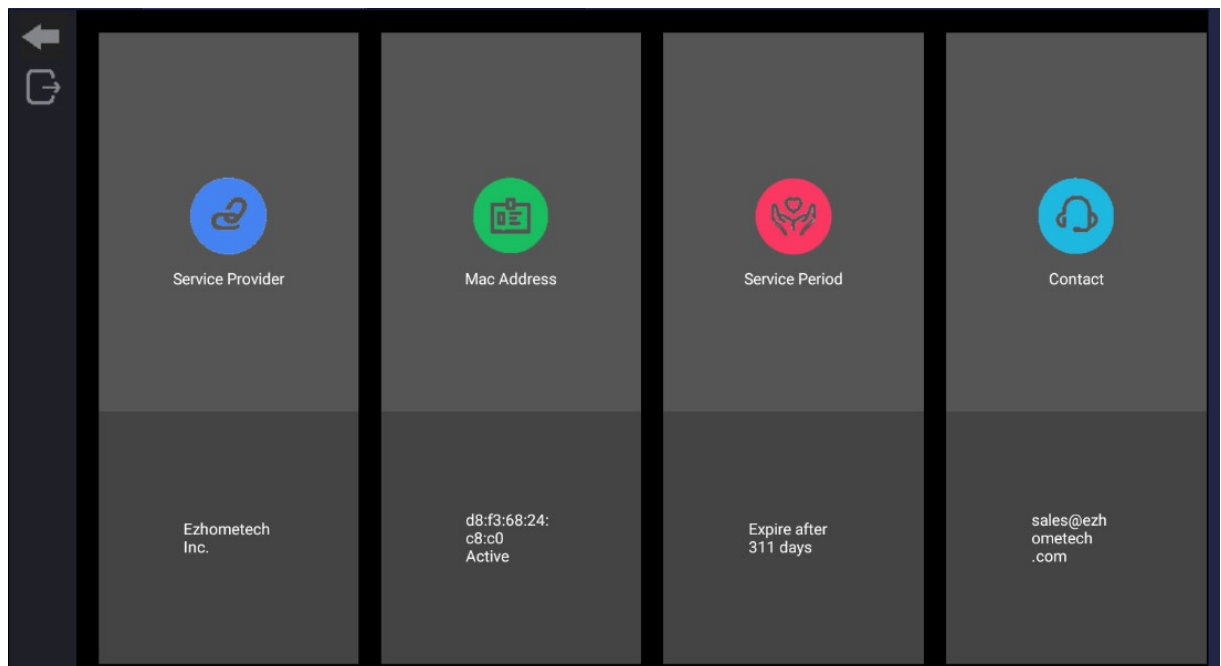 Service Provider
Mac Address
Service Period
Contact
Ezhometech
Inc.
d8:f3:68:24:
c8:c0
Active
Expire after
311 days
sales@ezh
ometech
.com